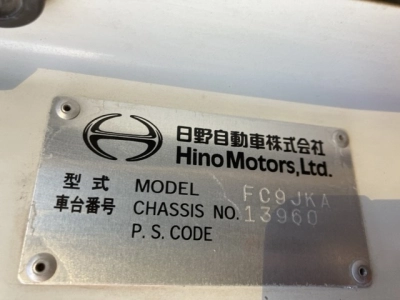 日野自動車株式会社
Hino Motors, Ltd.
型式 MODEL FC9JKA
車台番号 CHASSIS NO. 13960
P. S. CODE